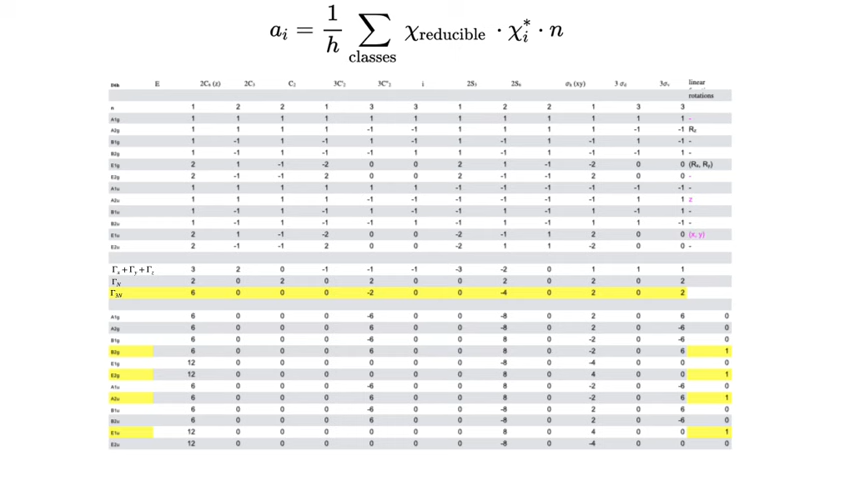 a_i = 1/h ∑ χ_reducible · χ_i^* · n
classes
D6h E 2C₆ (z) 2C₃ C₂ 3C'₂ 3C''₂ i 2S₃ 2S₆ σₕ (xy) 3 σ_d 3σᵥ linear
rotations
n 1 2 2 1 3 3 1 2 2 1 3 3
A1g 1 1 1 1 1 1 1 1 1 1 1 1 -
A2g 1 1 1 1 -1 -1 1 1 1 1 -1 -1 R_z
B1g 1 -1 1 -1 1 -1 1 -1 1 -1 1 -1 -
B2g 1 -1 1 -1 -1 1 1 -1 1 -1 -1 1 -
E1g 2 1 -1 -2 0 0 2 1 -1 -2 0 0 (Rₓ, R_y)
E2g 2 -1 -1 2 0 0 2 -1 -1 2 0 0 -
A1u 1 1 1 1 1 1 -1 -1 -1 -1 -1 -1 -
A2u 1 1 1 1 -1 -1 -1 -1 -1 -1 1 1 z
B1u 1 -1 1 -1 1 -1 -1 1 -1 1 -1 1 -
B2u 1 -1 1 -1 -1 1 -1 1 -1 1 1 -1 -
E1u 2 1 -1 -2 0 0 -2 -1 1 2 0 0 (x, y)
E2u 2 -1 -1 2 0 0 -2 1 1 -2 0 0 -
Γₓ + Γ_y + Γ_z 3 2 0 -1 -1 -1 -3 -2 0 1 1 1
Γ_N 2 0 2 0 2 0 0 2 0 2 0 2
Γ_3N 6 0 0 0 -2 0 0 -4 0 2 0 2
A1g 6 0 0 0 -6 0 0 -8 0 2 0 6 0
A2g 6 0 0 0 6 0 0 -8 0 2 0 -6 0
B1g 6 0 0 0 -6 0 0 8 0 -2 0 -6 0
B2g 6 0 0 0 6 0 0 8 0 -2 0 6 1
E1g 12 0 0 0 0 0 0 -8 0 -4 0 0 0
E2g 12 0 0 0 0 0 0 8 0 4 0 0 1
A1u 6 0 0 0 -6 0 0 8 0 -2 0 -6 0
A2u 6 0 0 0 6 0 0 8 0 -2 0 6 1
B1u 6 0 0 0 -6 0 0 -8 0 2 0 6 0
B2u 6 0 0 0 6 0 0 -8 0 2 0 -6 0
E1u 12 0 0 0 0 0 0 8 0 4 0 0 1
E2u 12 0 0 0 0 0 0 -8 0 -4 0 0 0